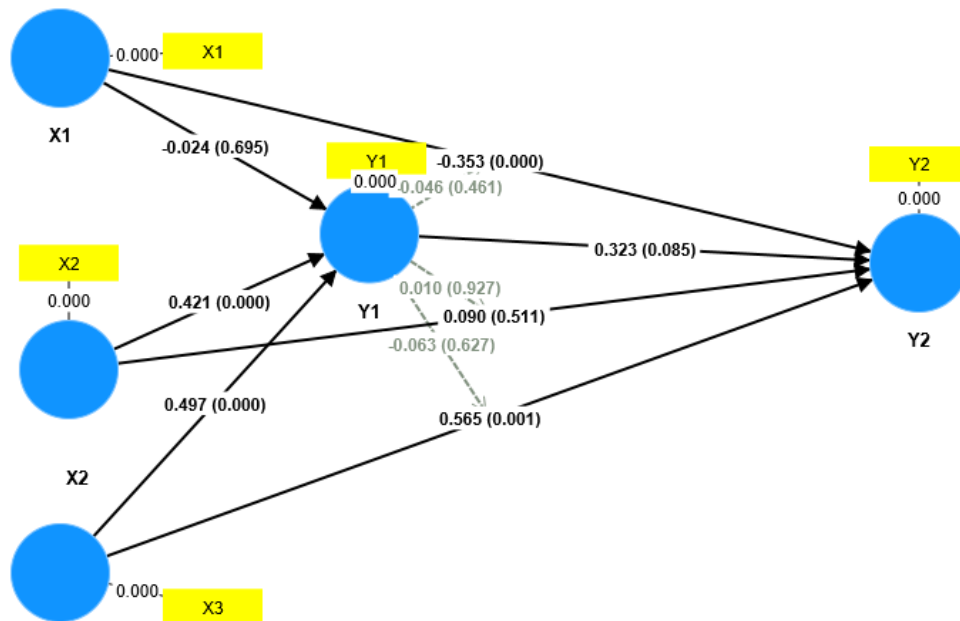 0.000
X1
X1
-0.024 (0.695)
Y1
0.000
-0.353 (0.000)
-0.046 (0.461)
Y2
0.000
X2
0.000
0.323 (0.085)
0.421 (0.000)
0.010 (0.927)
Y1
0.090 (0.511)
-0.063 (0.627)
Y2
0.497 (0.000)
0.565 (0.001)
X2
0.000
X3